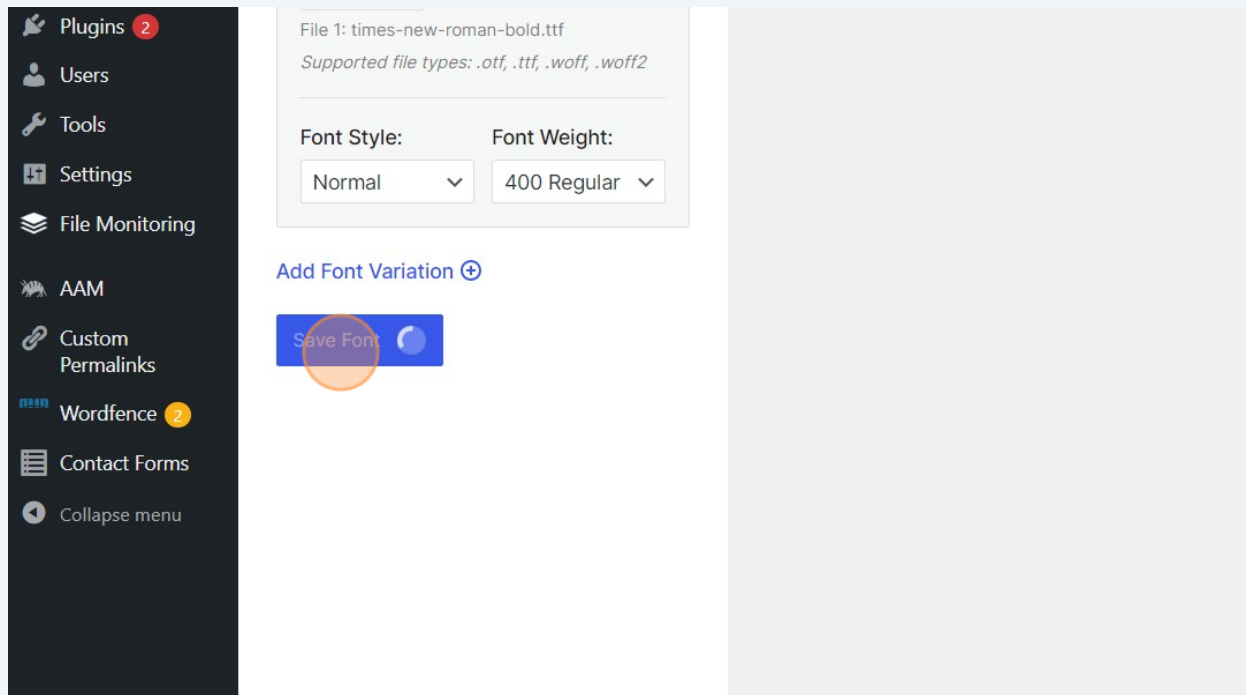 Plugins 2
Users
Tools
Settings
File Monitoring
AAM
Custom
Permalinks
Wordfence 2
Contact Forms
Collapse menu
File 1: times-new-roman-bold.ttf
Supported file types: .otf, .ttf, .woff, .woff2
Font Style: Font Weight:
Normal 400 Regular
Add Font Variation
Save Font